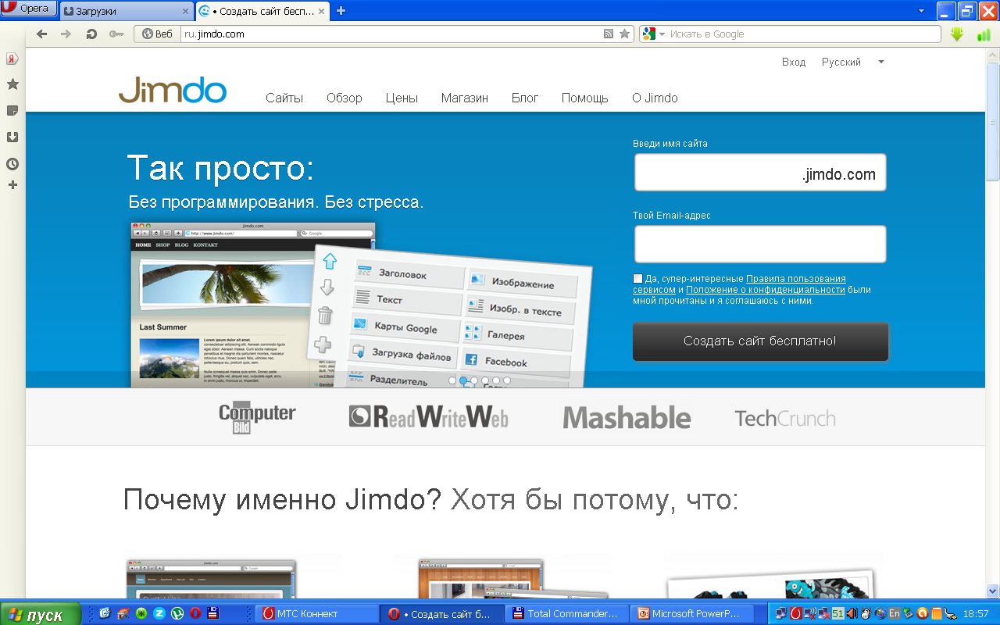 Opera
Загрузки
• Создать сайт бесп...
Веб
ru.jimdo.com
Искать в Google
Вход Русский
Jimdo
Сайты Обзор Цены Магазин Блог Помощь О Jimdo
Так просто:
Без программирования. Без стресса.
Введи имя сайта
.jimdo.com
Твой Email-адрес
Да, супер-интересные Правила пользования
сервисом и Положение о конфиденциальности были
мной прочитаны и я соглашаюсь с ними.
Создать сайт бесплатно!
Jimdo.com
http://www.jimdo.com/
Google
HOME SHOP BLOG KONTAKT
Last Summer
Lorem ipsum dolor sit amet,
Заголовок
Изображение
Текст
Изобр. в тексте
Карты Google
Галерея
Загрузка файлов
Facebook
Разделитель
Computer
Bild
ReadWriteWeb
Mashable
TechCrunch
Почему именно Jimdo? Хотя бы потому, что:
Jimdo.com
пуск
МТС Коннект
• Создать сайт б...
Total Commander...
Microsoft PowerP...
51
En
18:57